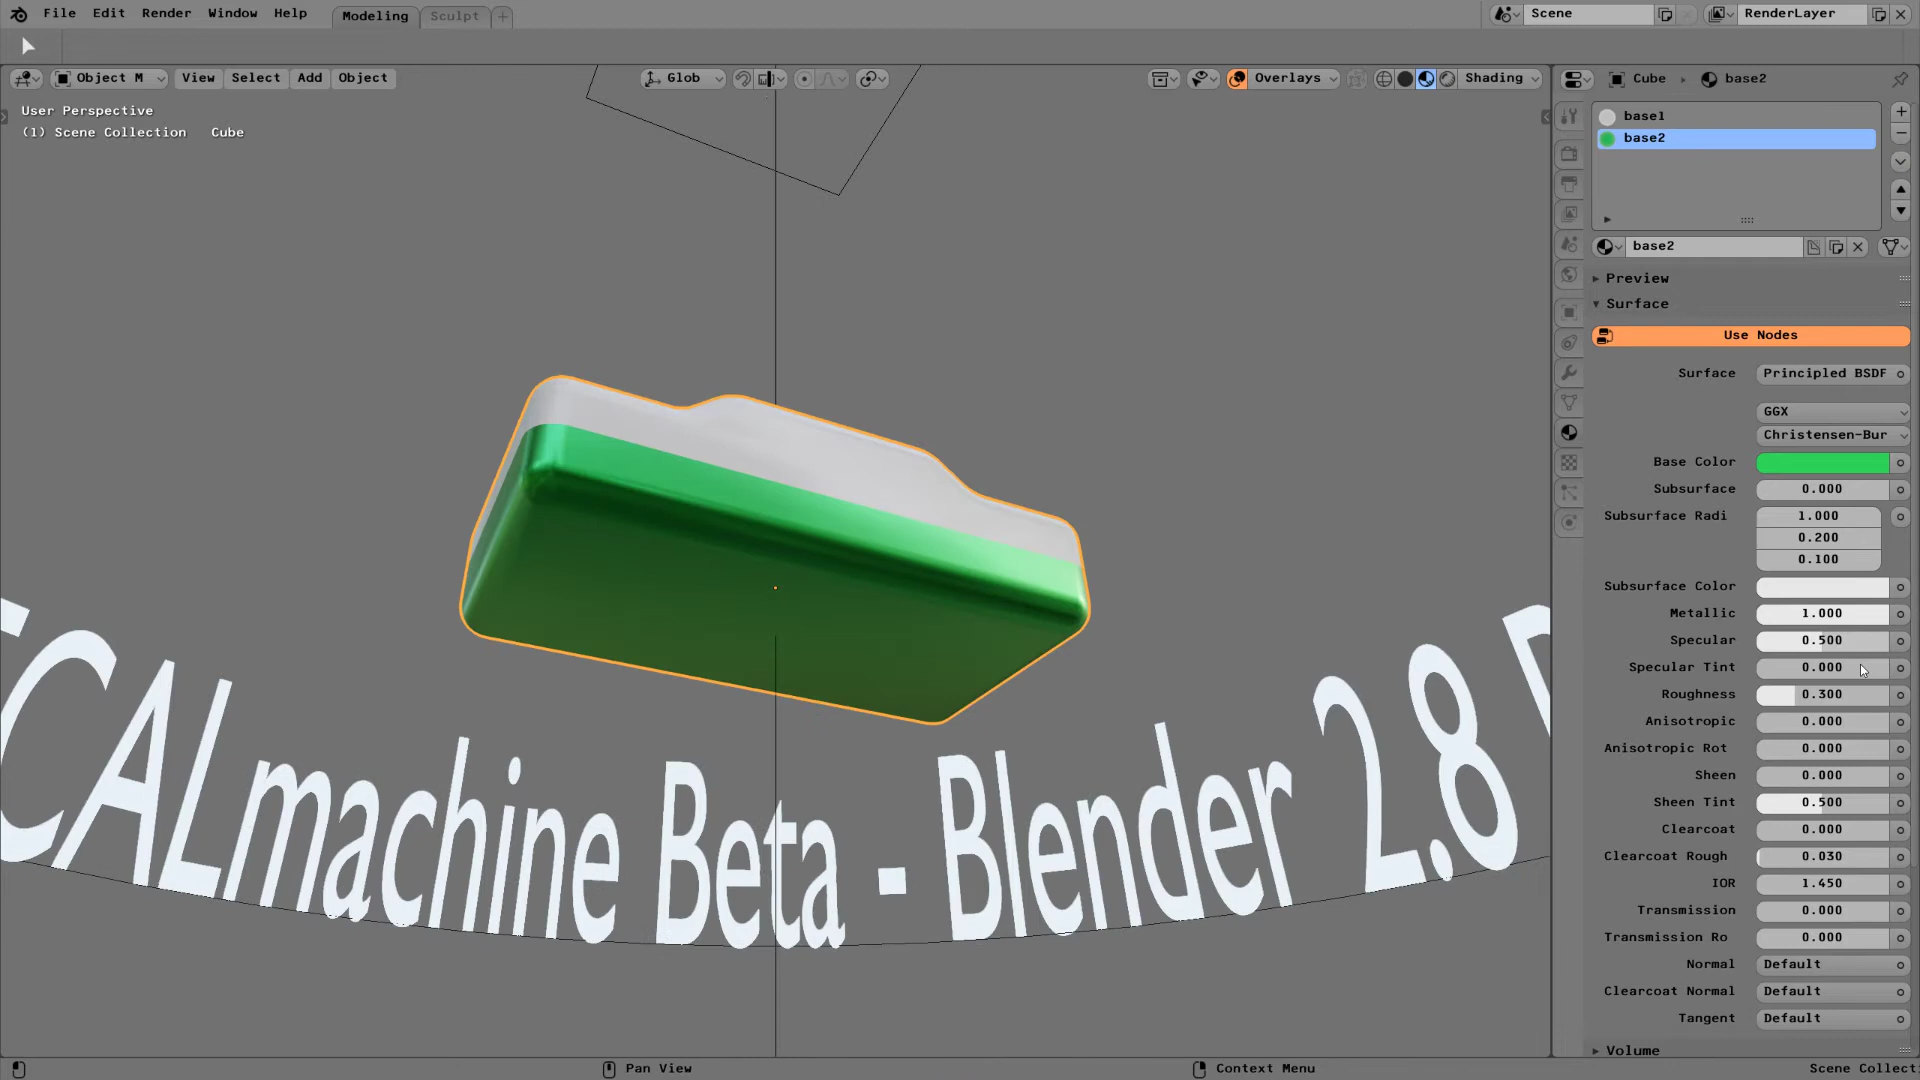 File Edit Render Window Help Modeling Sculpt Scene RenderLayer
Object M View Select Add Object Glob Overlays Shading Cube base2
User Perspective
(1) Scene Collection Cube
base1
base2
base2
Preview
Surface
Use Nodes
Surface Principled BSDF
GGX
Christensen-Bur
Base Color
Subsurface 0.000
Subsurface Radi 1.000
0.200
0.100
Subsurface Color
Metallic 1.000
Specular 0.500
Specular Tint 0.000
Roughness 0.300
Anisotropic 0.000
Anisotropic Rot 0.000
Sheen 0.000
Sheen Tint 0.500
Clearcoat 0.000
Clearcoat Rough 0.030
IOR 1.450
Transmission 0.000
Transmission Ro 0.000
Normal Default
Clearcoat Normal Default
Tangent Default
Volume
CALmachine Beta - Blender 2.8
Pan View Context Menu Scene Collect